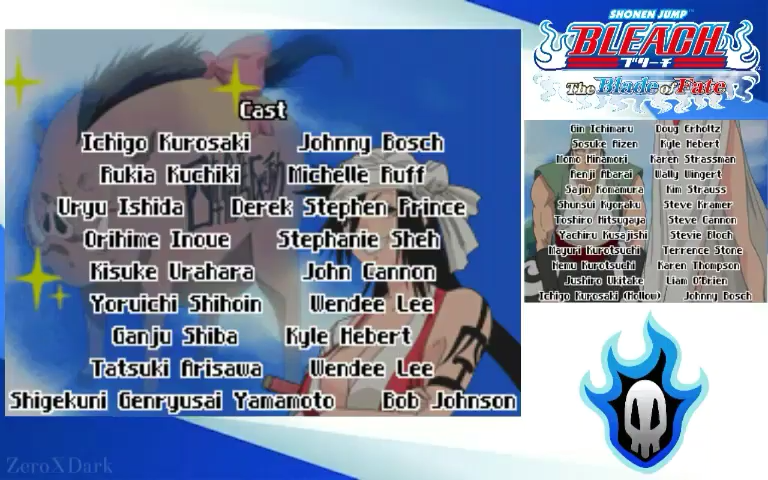 Cast
Ichigo Kurosaki Johnny Bosch
Rukia Kuchiki Michelle Ruff
Uryu Ishida Derek Stephen Prince
Orihime Inoue Stephanie Sheh
Kisuke Urahara John Cannon
Yoruichi Shihoin Wendee Lee
Ganju Shiba Kyle Hebert
Tatsuki Arisawa Wendee Lee
Shigekuni Genryusai Yamamoto Bob Johnson
ZeroXDark
SHONEN JUMP™
BLEACH
ブリーチ
The Blade of Fate
Gin Ichimaru Doug Erholtz
Sosuke Aizen Kyle Hebert
Momo Hinamori Karen Strassman
Renji Abarai Wally Wingert
Sajin Komamura Kim Strauss
Shunsui Kyoraku Steve Kramer
Toshiro Hitsugaya Steve Cannon
Yachiru Kusajishi Stevie Bloch
Mayuri Kurotsuchi Terrence Stone
Nemu Kurotsuchi Karen Thompson
Jushiro Ukitake Liam O'Brien
Ichigo Kurosaki (Hollow) Johnny Bosch